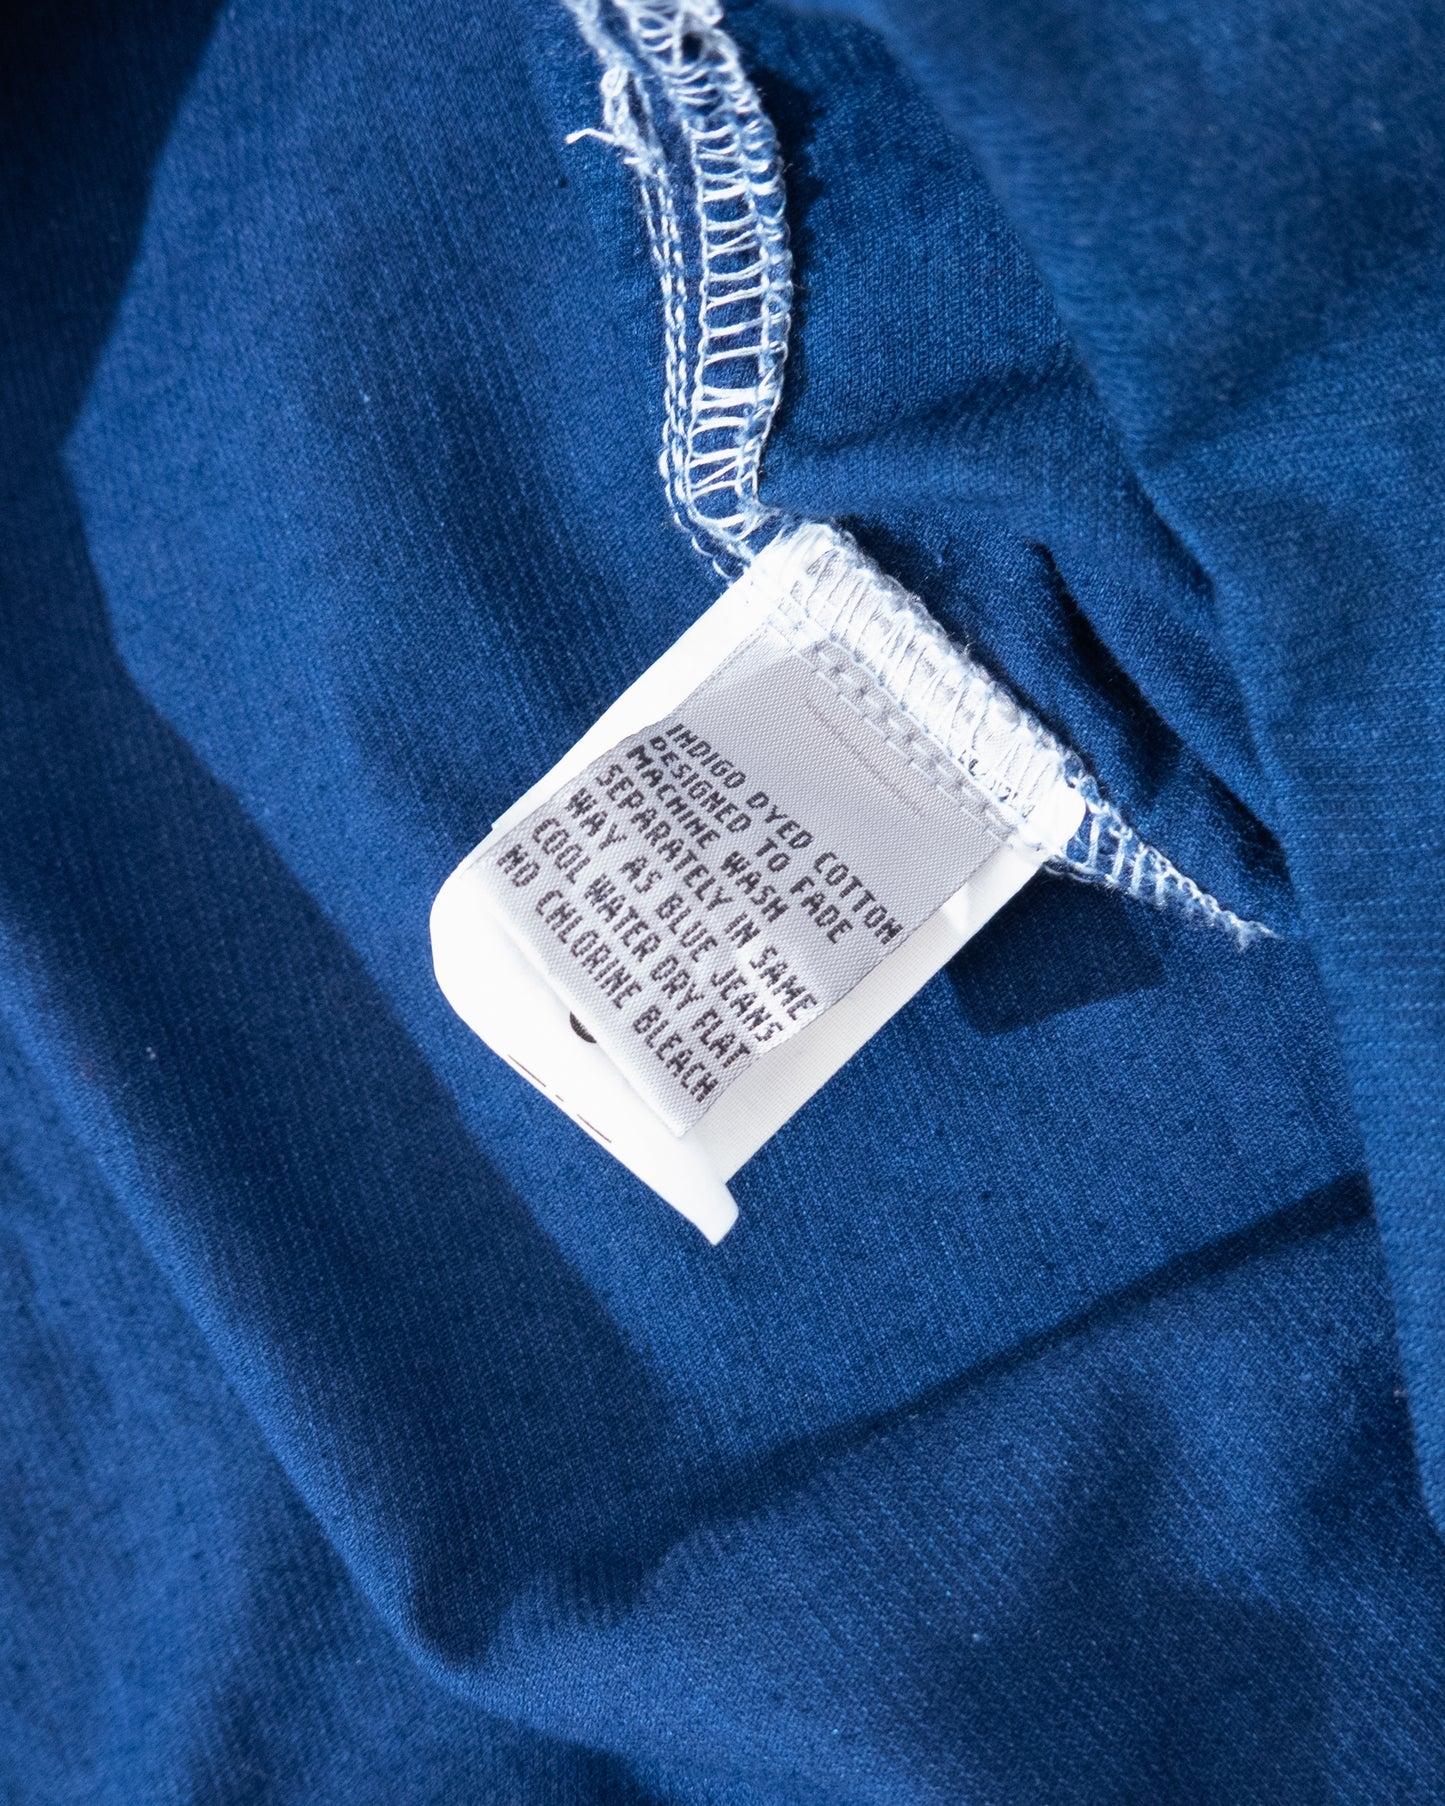 INDIGO DYED COTTON
DESIGNED TO FADE
MACHINE WASH
SEPARATELY IN SAME
WAY AS BLUE JEANS
COOL WATER DRY FLAT
NO CHLORINE BLEACH